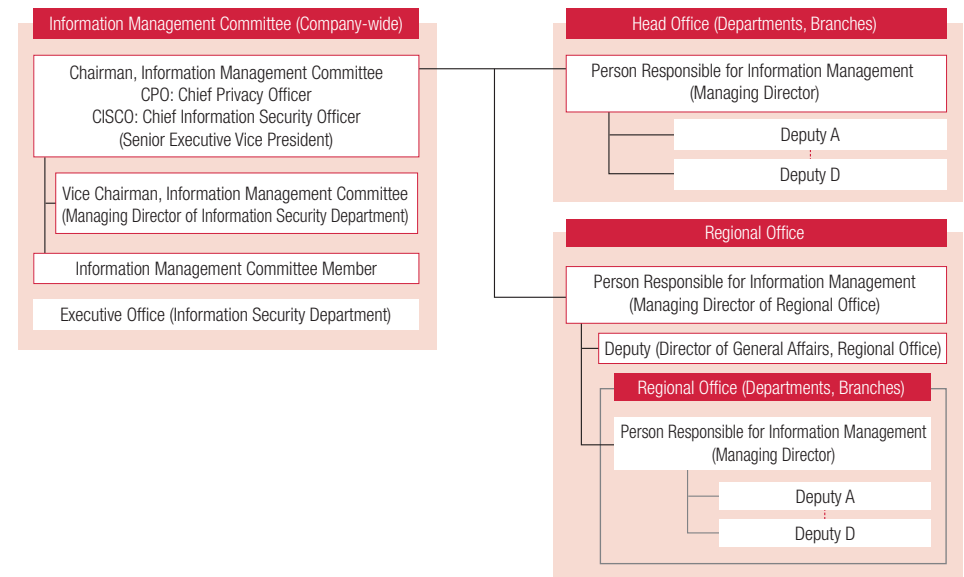 Information Management Committee (Company-wide)
Chairman, Information Management Committee
CPO: Chief Privacy Officer
CISCO: Chief Information Security Officer
(Senior Executive Vice President)
Vice Chairman, Information Management Committee
(Managing Director of Information Security Department)
Information Management Committee Member
Executive Office (Information Security Department)
Head Office (Departments, Branches)
Person Responsible for Information Management
(Managing Director)
Deputy A
Deputy D
Regional Office
Person Responsible for Information Management
(Managing Director of Regional Office)
Deputy (Director of General Affairs, Regional Office)
Regional Office (Departments, Branches)
Person Responsible for Information Management
(Managing Director)
Deputy A
Deputy D